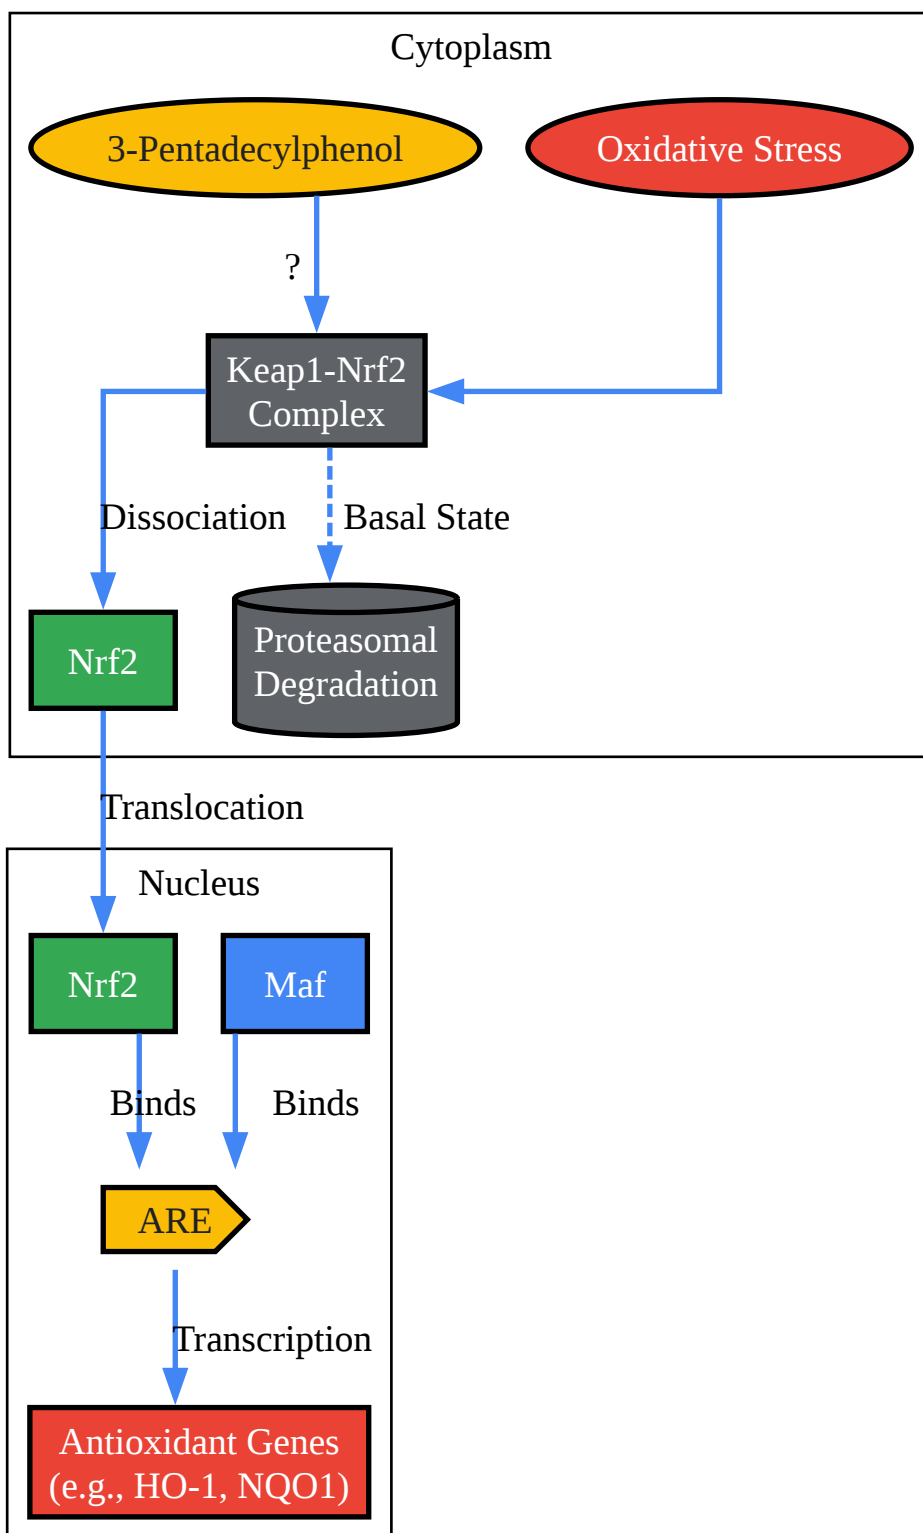 Cytoplasm
3-Pentadecylphenol
Oxidative Stress
?
Keap1-Nrf2
Complex
Dissociation
Basal State
Nrf2
Proteasomal
Degradation
Translocation
Nucleus
Nrf2
Maf
Binds
Binds
ARE
Transcription
Antioxidant Genes
(e.g., HO-1, NQO1)